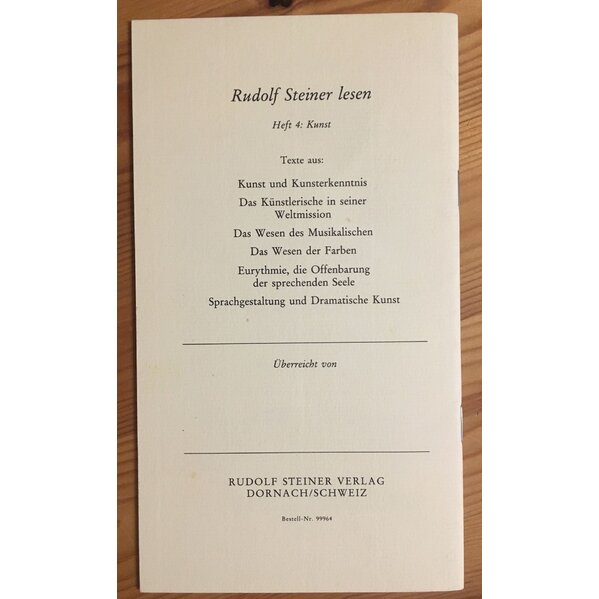 Rudolf Steiner lesen
Heft 4: Kunst
Texte aus:
Kunst und Kunsterkenntnis
Das Künstlerische in seiner
Weltmission
Das Wesen des Musikalischen
Das Wesen der Farben
Eurythmie, die Offenbarung
der sprechenden Seele
Sprachgestaltung und Dramatische Kunst
Überreicht von
RUDOLF STEINER VERLAG
DORNACH/SCHWEIZ
Bestell-Nr. 99964